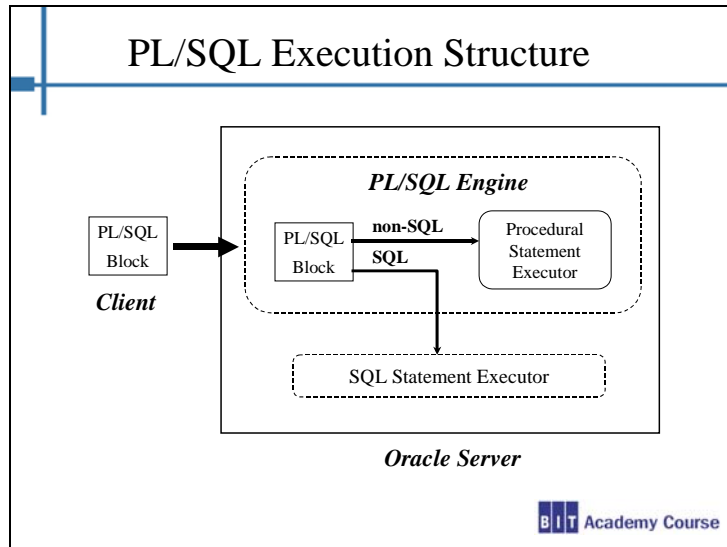 PL/SQL Execution Structure
PL/SQL Engine
PL/SQL
Block
Client
PL/SQL
Block
non-SQL
SQL
Procedural
Statement
Executor
SQL Statement Executor
Oracle Server
BIT Academy Course